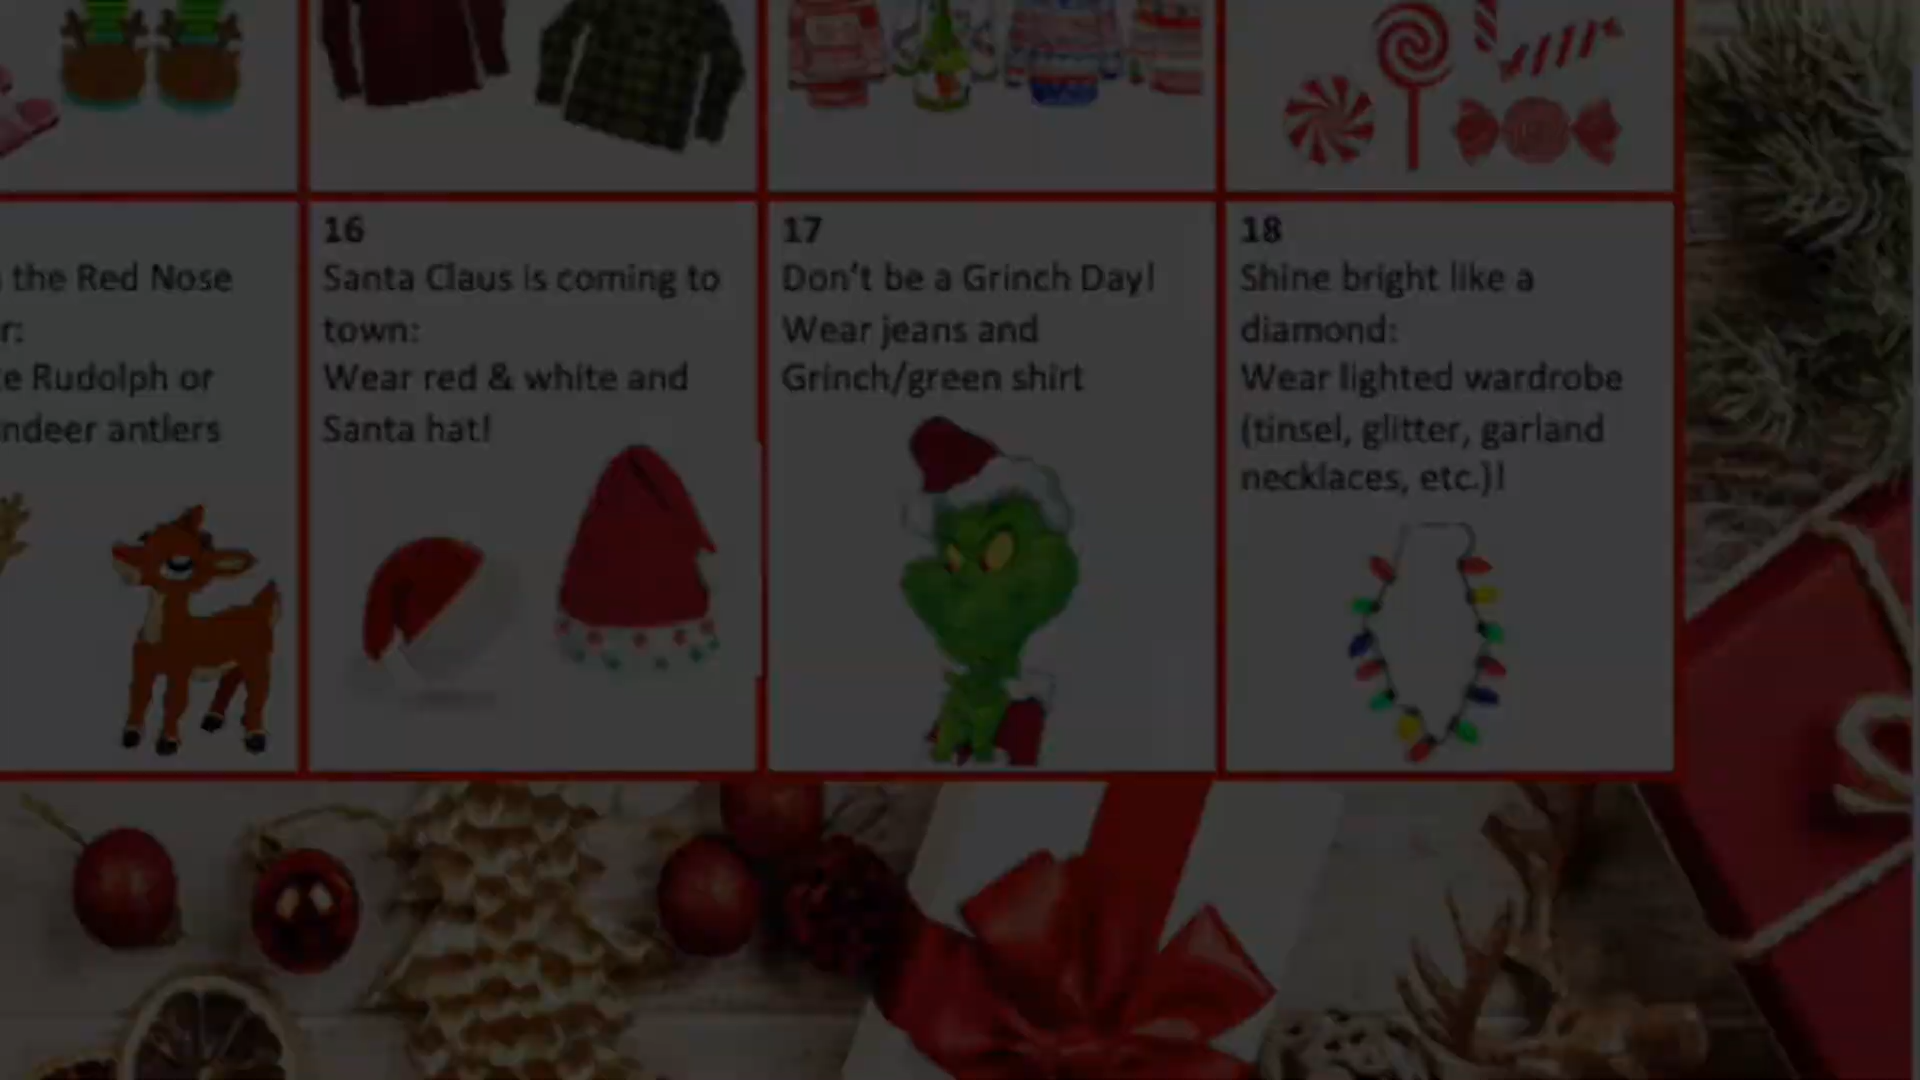 the Red Nose
r:
e Rudolph or
ndeer antlers
16
Santa Claus is coming to
town:
Wear red & white and
Santa hat!
17
Don't be a Grinch Day!
Wear jeans and
Grinch/green shirt
18
Shine bright like a
diamond:
Wear lighted wardrobe
(tinsel, glitter, garland
necklaces, etc.)!